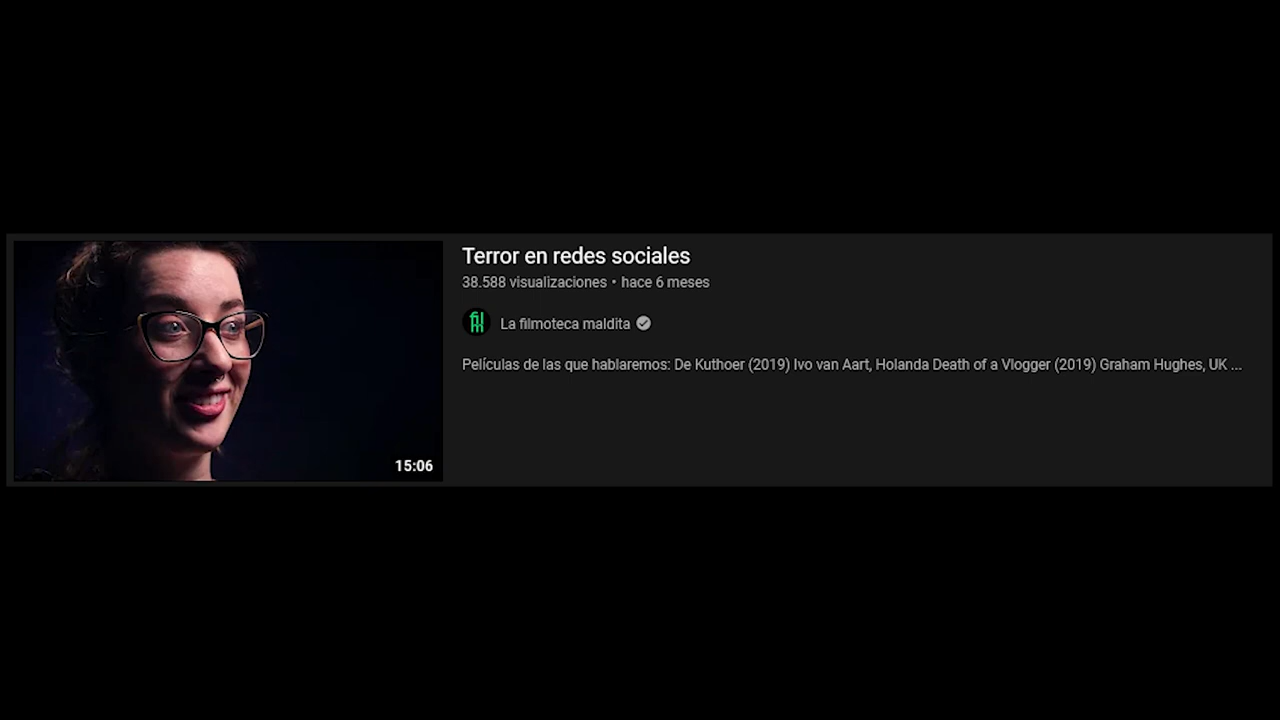 Terror en redes sociales
38.588 visualizaciones • hace 6 meses
La filmoteca maldita
Películas de las que hablaremos: De Kuthoer (2019) Ivo van Aart, Holanda Death of a Vlogger (2019) Graham Hughes, UK ...
15:06